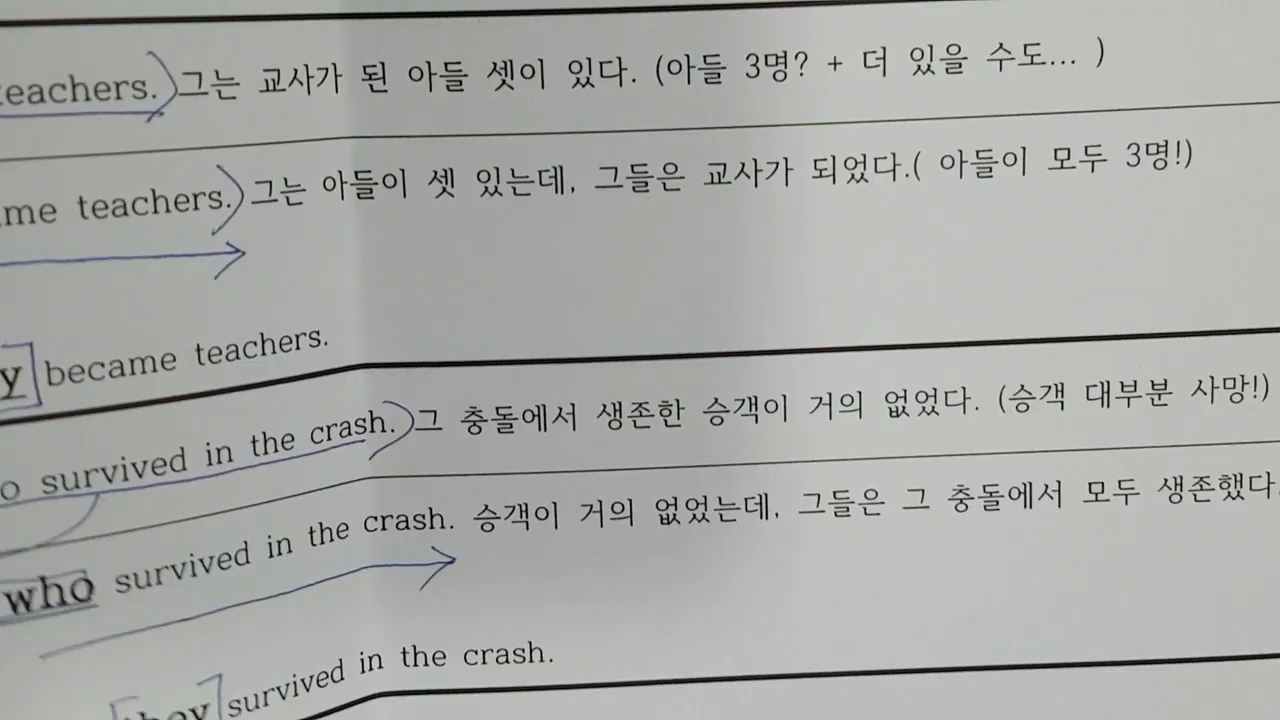 teachers. 그는 교사가 된 아들 셋이 있다. (아들 3명? + 더 있을 수도... )
me teachers. 그는 아들이 셋 있는데, 그들은 교사가 되었다.( 아들이 모두 3명!)
y became teachers.
o survived in the crash. 그 충돌에서 생존한 승객이 거의 없었다. (승객 대부분 사망!)
who survived in the crash. 승객이 거의 없었는데, 그들은 그 충돌에서 모두 생존했다.
survived in the crash.